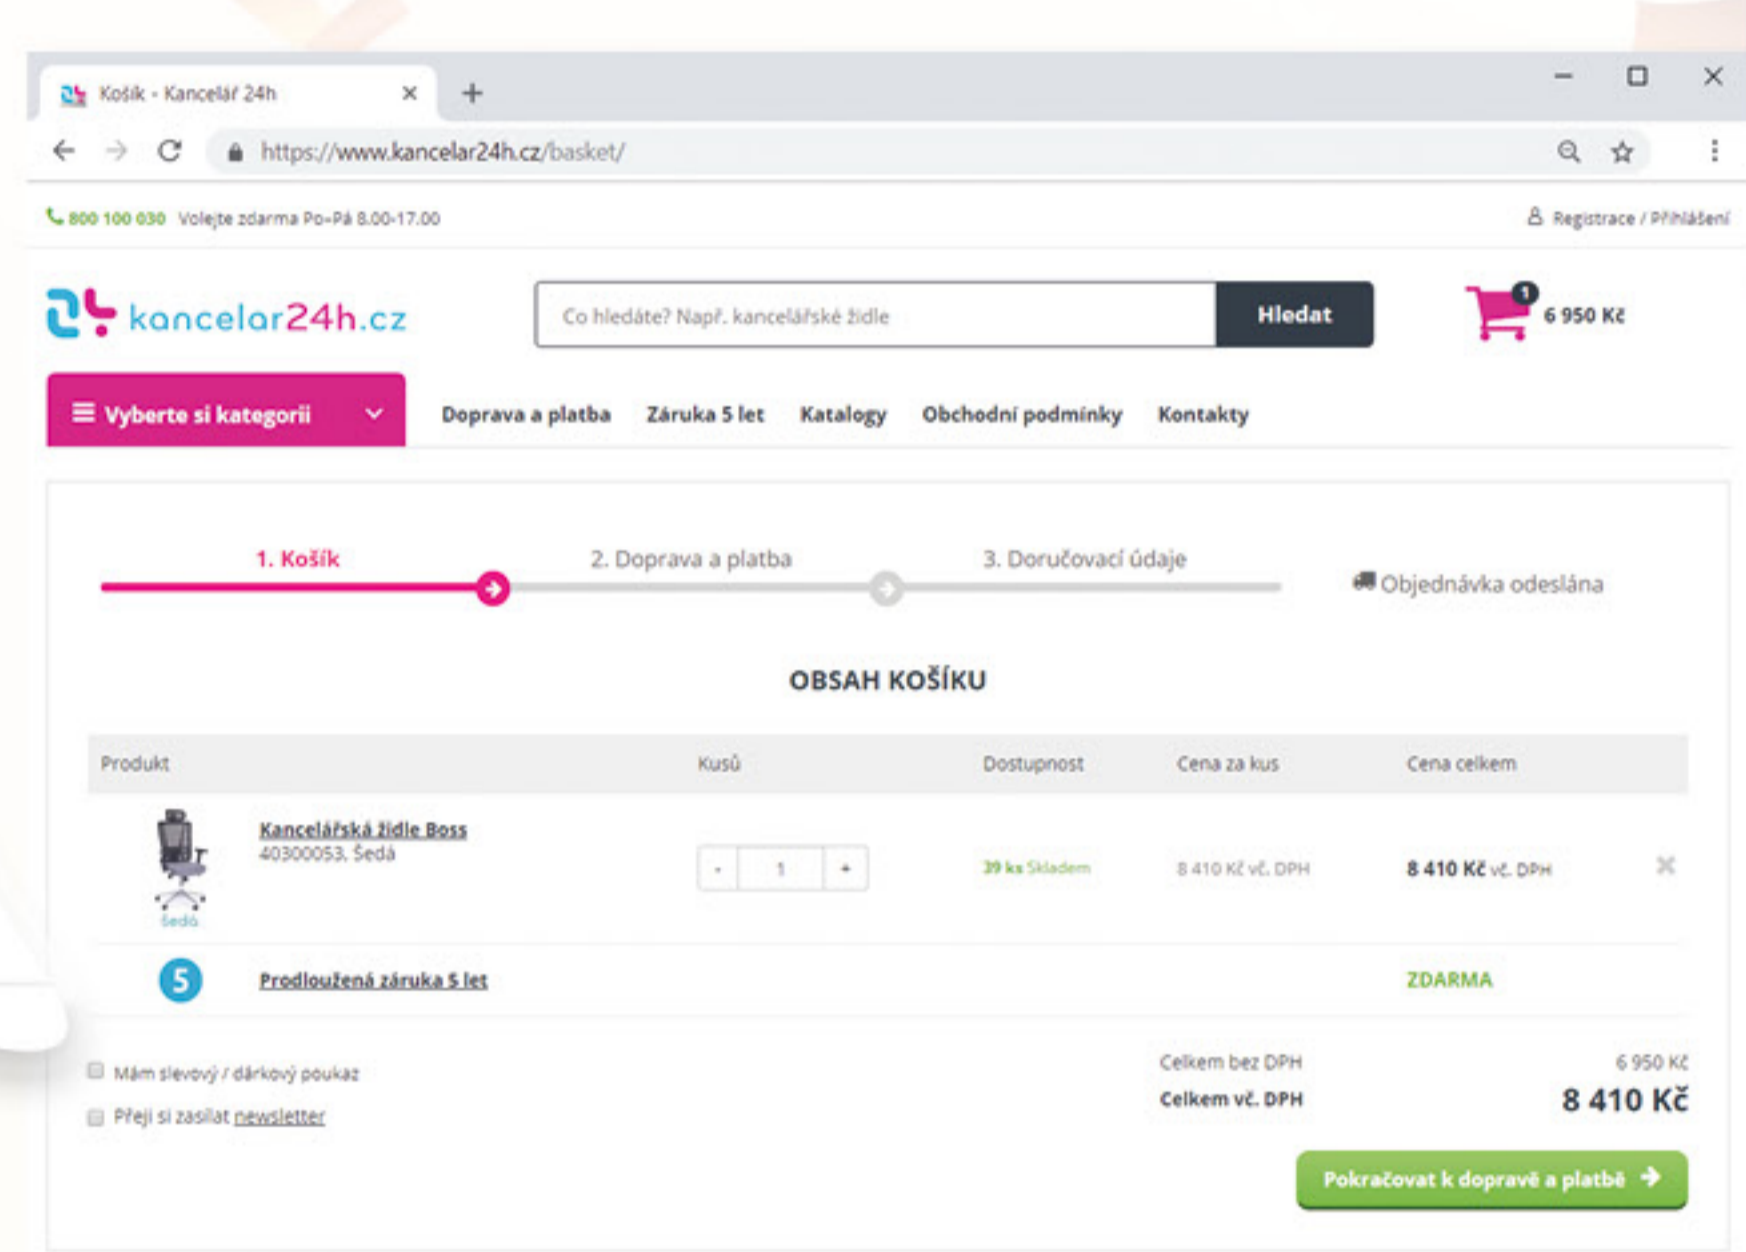 Košík - Kancelář 24h
https://www.kancelar24h.cz/basket/
800 100 030 Volejte zdarma Po-Pá 8.00-17.00
Registrace / Přihlášení
kancelar24h.cz
Co hledáte? Např. kancelářské židle
Hledat
1
6 950 Kč
Vyberte si kategorii
Doprava a platba
Záruka 5 let
Katalogy
Obchodní podmínky
Kontakty
1. Košík
2. Doprava a platba
3. Doručovací údaje
Objednávka odeslána
OBSAH KOŠÍKU
Produkt Kusů Dostupnost Cena za kus Cena celkem
Kancelářská židle Boss
40300053, Šedá
- 1 +
39 ks Skladem
8 410 Kč vč. DPH
8 410 Kč vč. DPH
Šedá
5
Prodloužená záruka 5 let
ZDARMA
Mám slevový / dárkový poukaz
Přeji si zasílat newsletter
Celkem bez DPH 6 950 Kč
Celkem vč. DPH 8 410 Kč
Pokračovat k dopravě a platbě